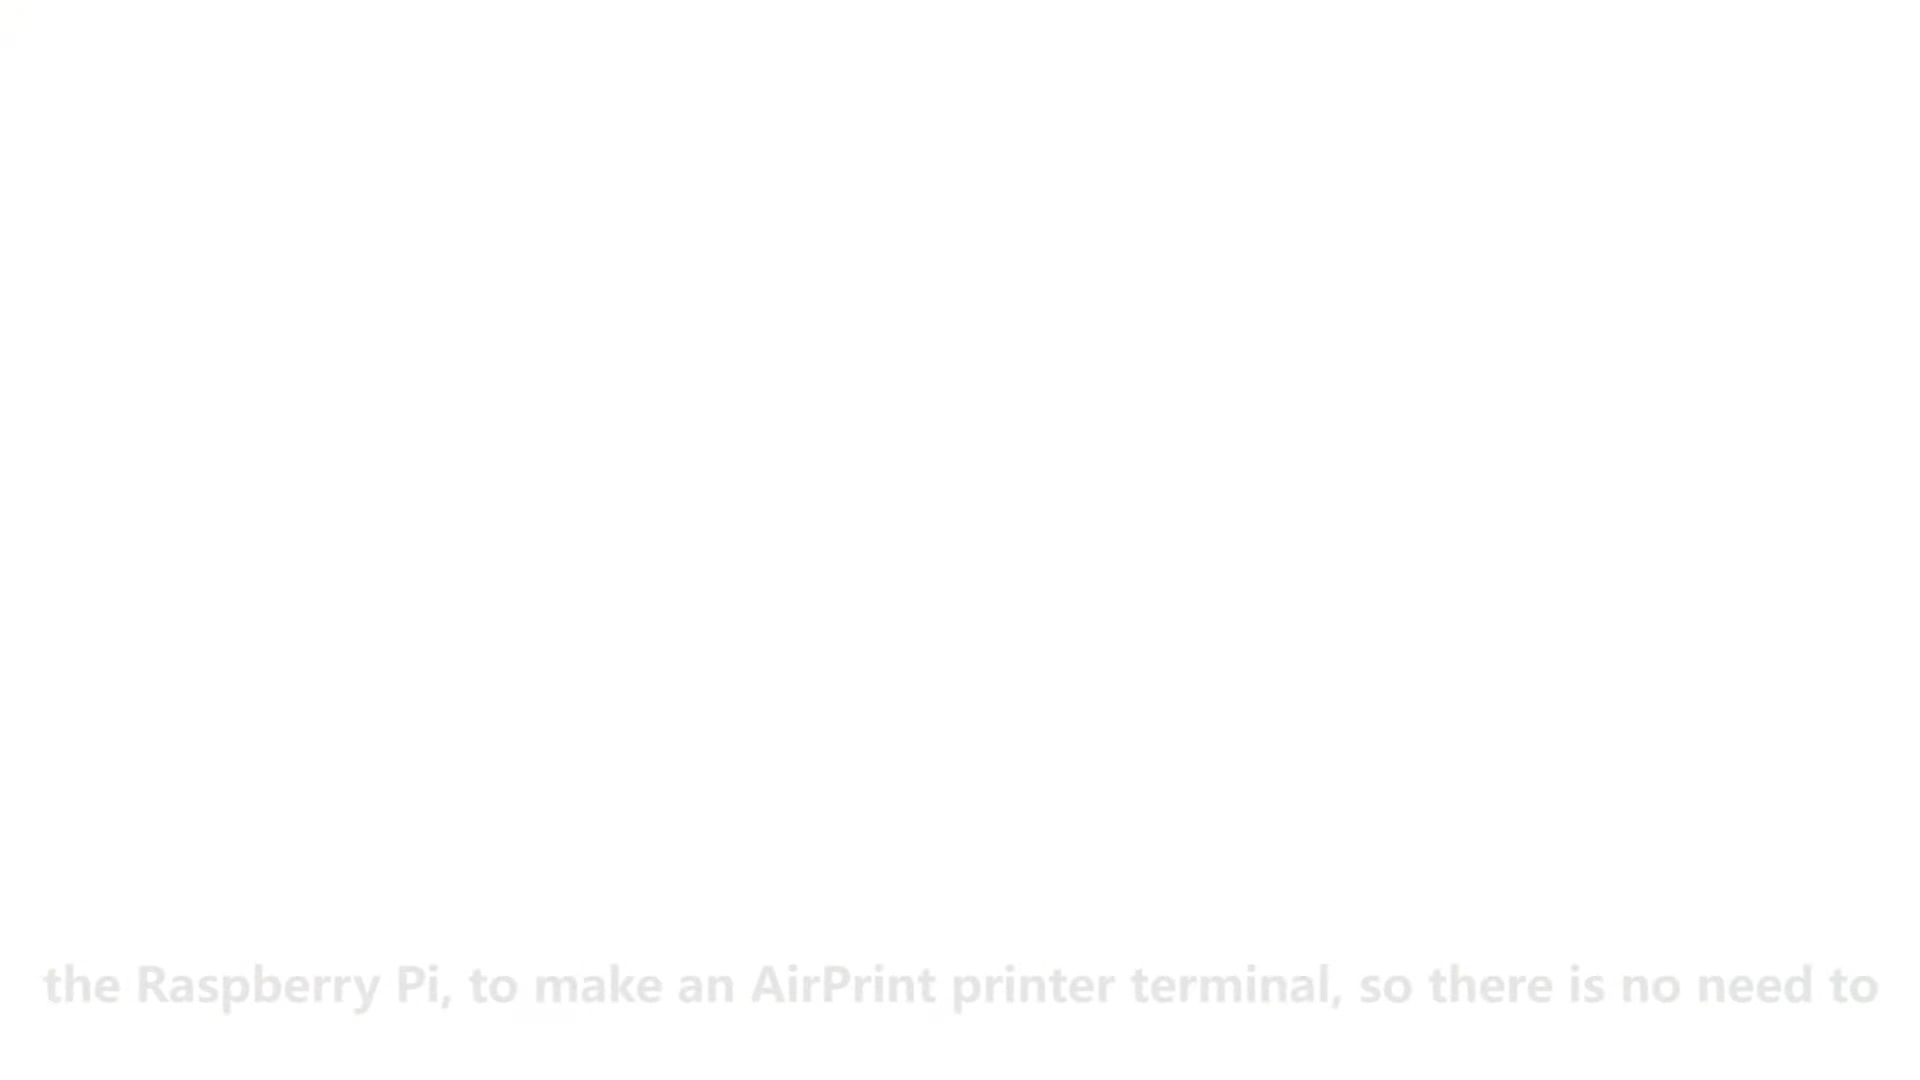 the Raspberry Pi, to make an AirPrint printer terminal, so there is no need to